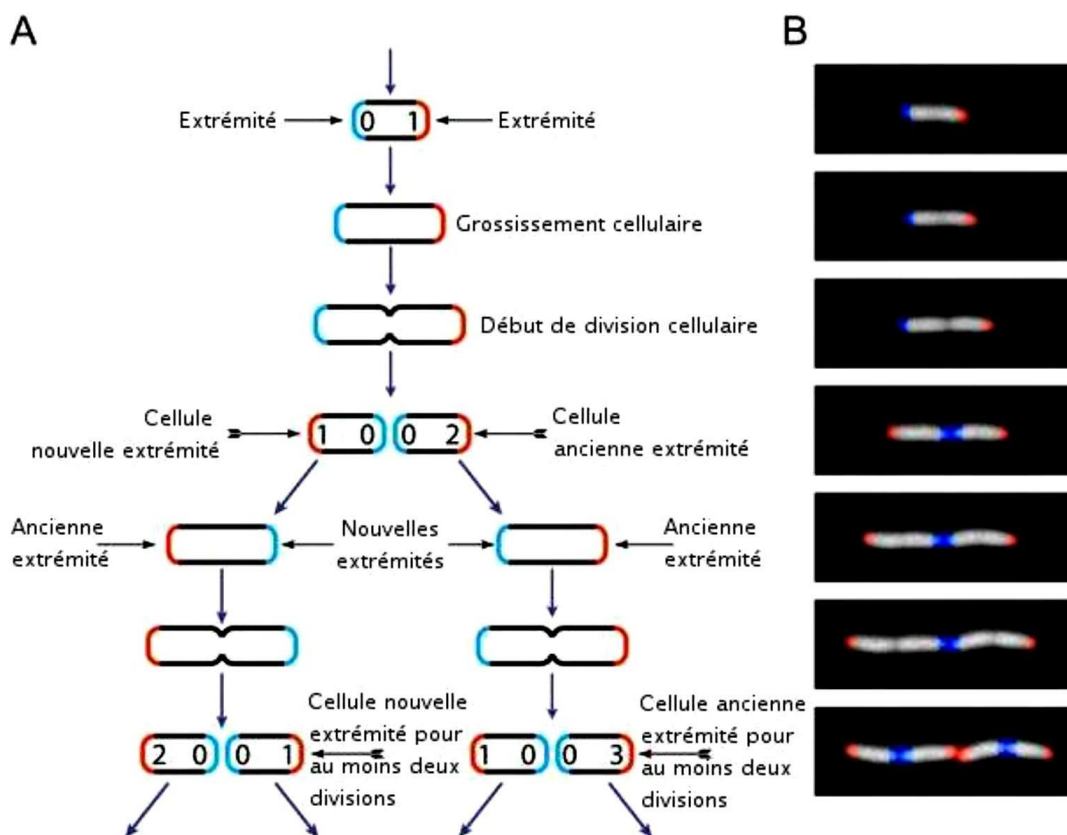 A
B
Extrémité
0 1
Extrémité
Grossissement cellulaire
Début de division cellulaire
Cellule
nouvelle extrémité
1 0
0 2
Cellule
ancienne extrémité
Ancienne
extrémité
Nouvelles
extrémités
Ancienne
extrémité
2 0
0 1
Cellule nouvelle
extrémité pour
au moins deux
divisions
1 0
0 3
Cellule ancienne
extrémité pour
au moins deux
divisions